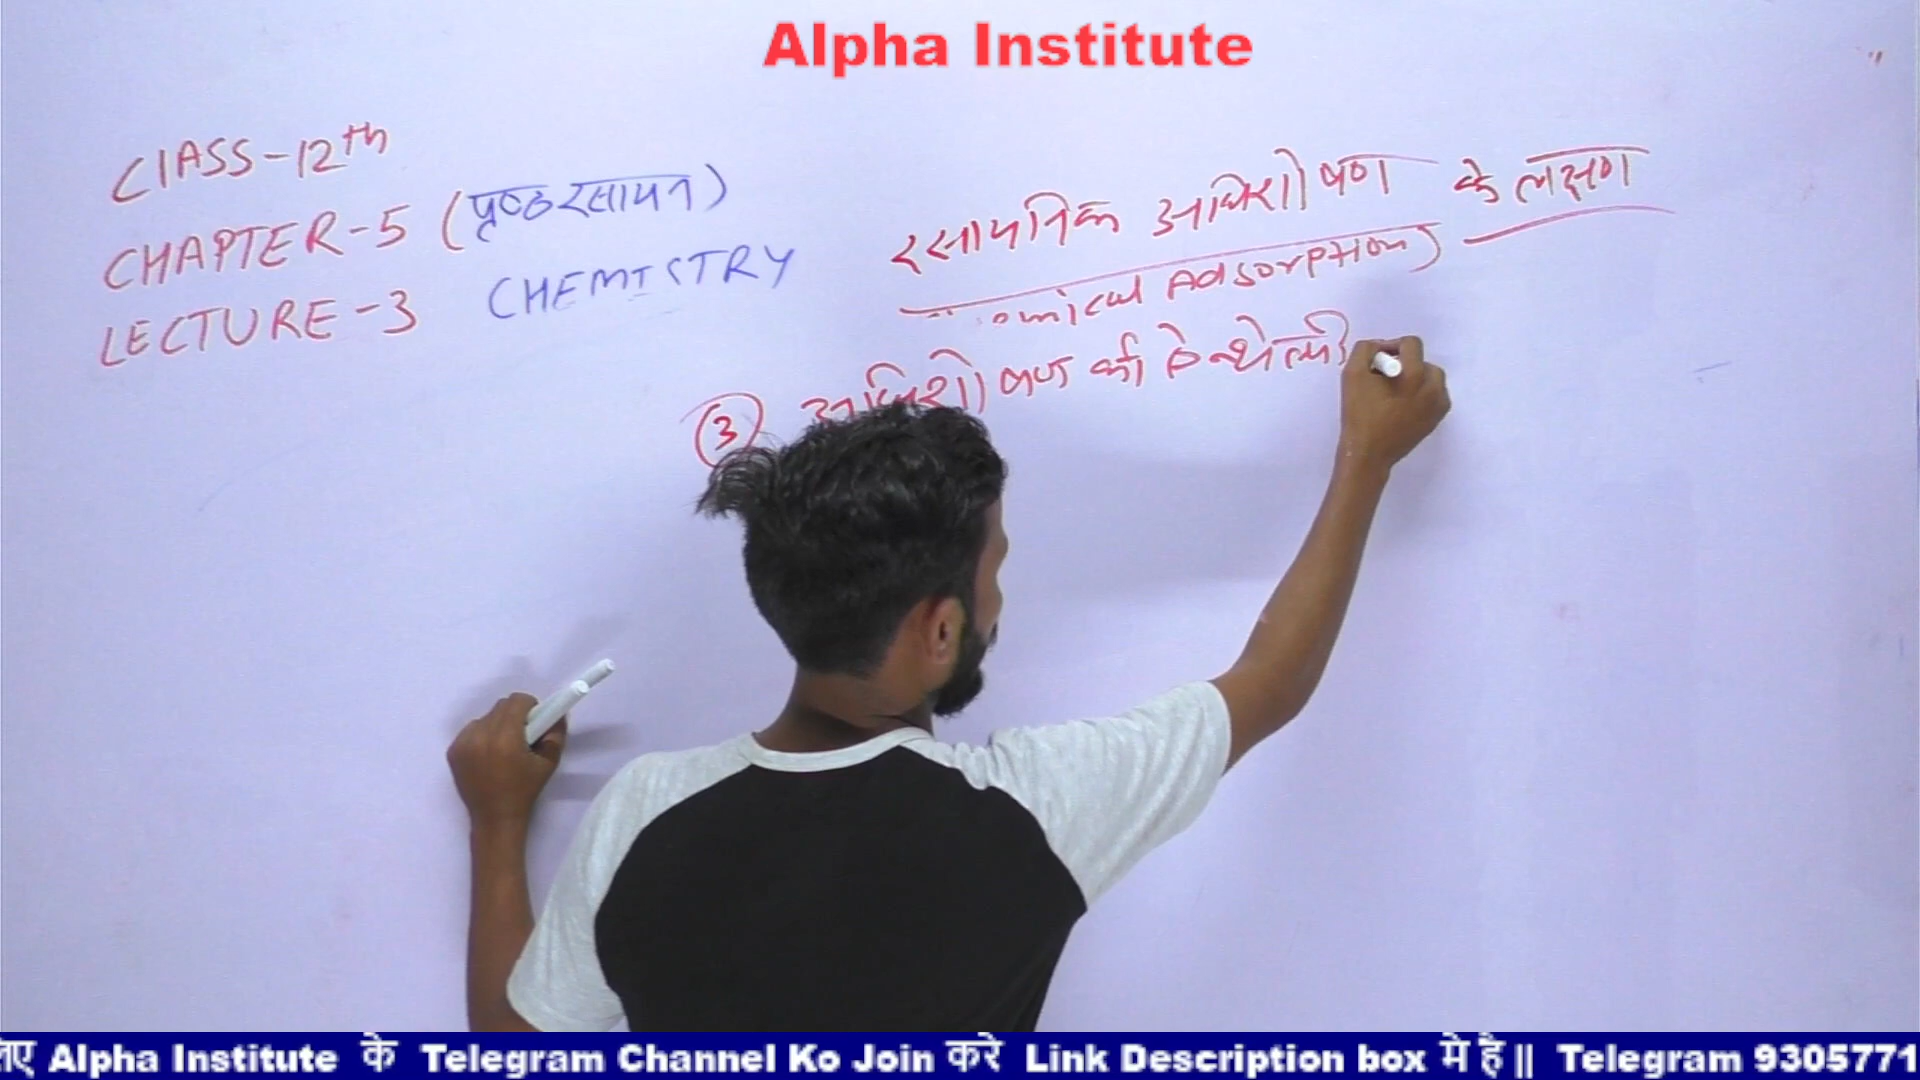 Alpha Institute
CLASS-12th
CHAPTER-5 (पृष्ठ रसायन)
LECTURE-3 CHEMISTRY
रसायनिक अधिशोषण के लक्षण
Adsorption)
③ अधिशोषण की ऐन्थैल्पी
Alpha Institute के Telegram Channel Ko Join करे Link Description box मे है || Telegram 9305771